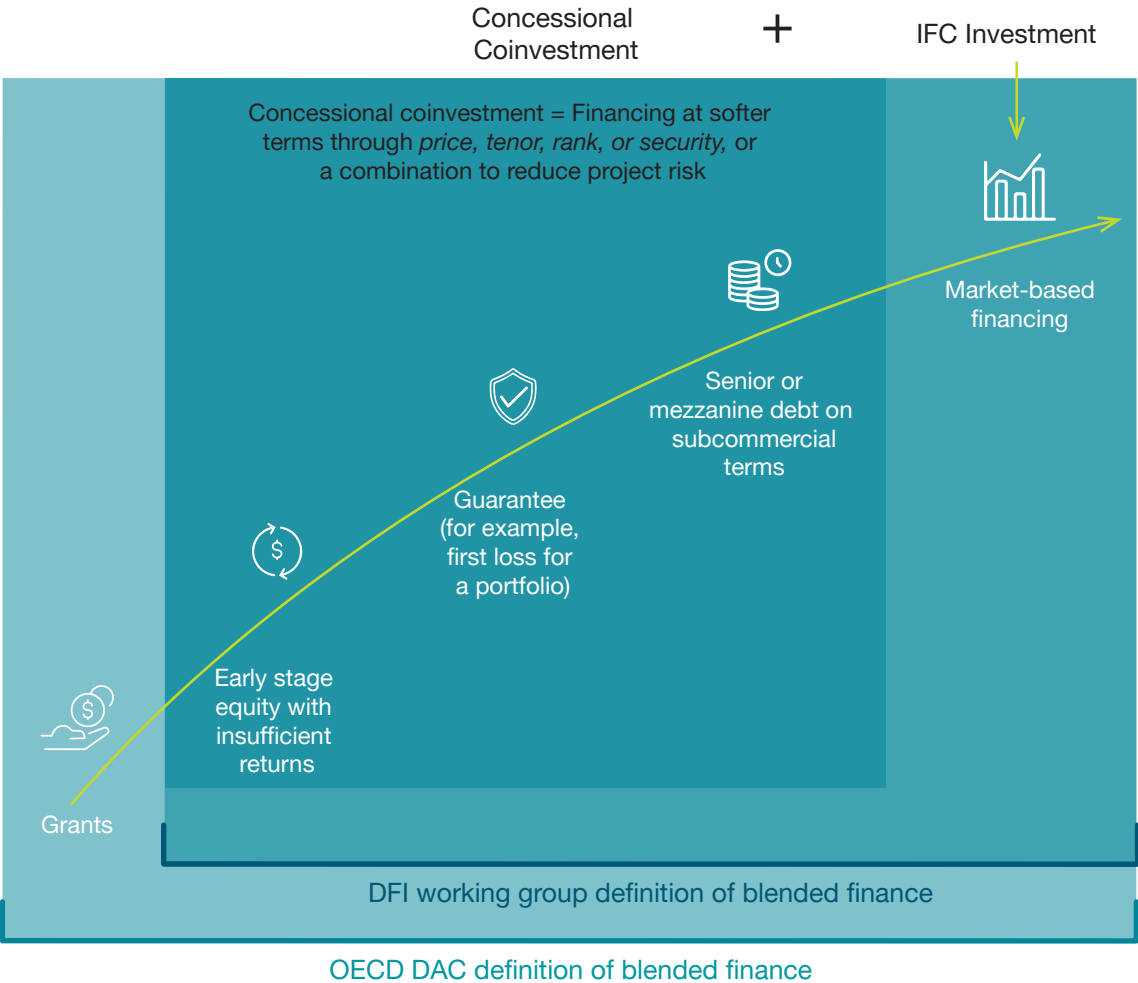 Concessional
Coinvestment
+
IFC Investment
Concessional coinvestment = Financing at softer
terms through price, tenor, rank, or security, or
a combination to reduce project risk
Market-based
financing
Senior or
mezzanine debt on
subcommercial
terms
Guarantee
(for example,
first loss for
a portfolio)
$
Early stage
equity with
insufficient
returns
$
Grants
DFI working group definition of blended finance
OECD DAC definition of blended finance